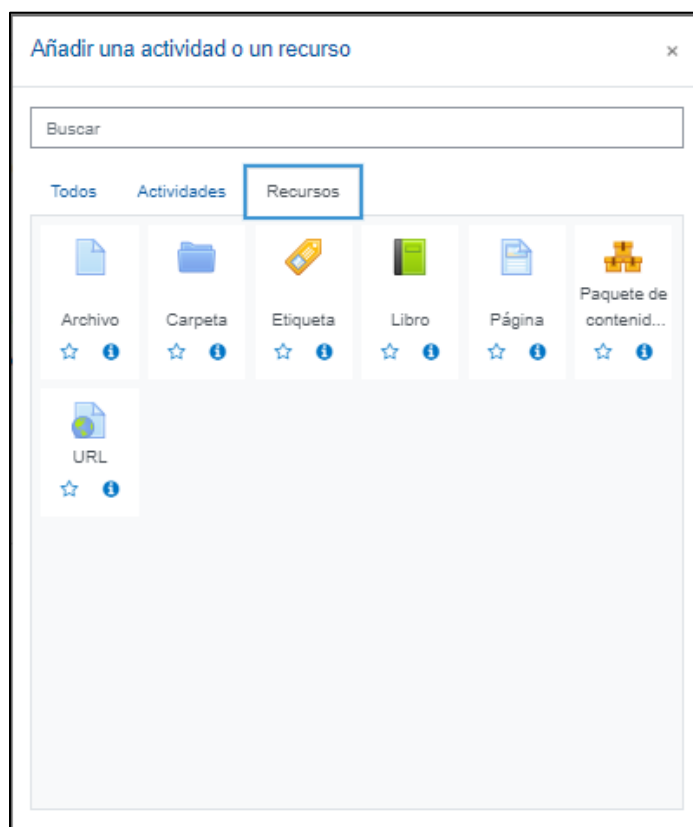 Añadir una actividad o un recurso
×
Buscar
Todos Actividades Recursos
Archivo Carpeta Etiqueta Libro Página Paquete de contenid...
URL